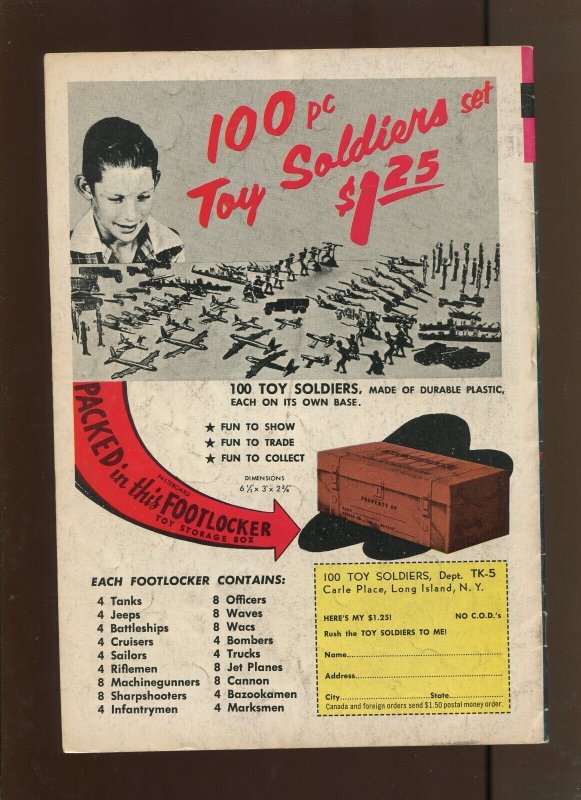 100 pc
Toy Soldiers set
$1.25
100 TOY SOLDIERS, MADE OF DURABLE PLASTIC,
EACH ON ITS OWN BASE.
★ FUN TO SHOW
★ FUN TO TRADE
★ FUN TO COLLECT
DIMENSIONS
6½" x 3" x 2⅜"
PACKED in this FOOTLOCKER
PASTEBOARD
TOY STORAGE BOX
PROPERTY OF
EACH FOOTLOCKER CONTAINS:
4 Tanks
4 Jeeps
4 Battleships
4 Cruisers
4 Sailors
4 Riflemen
8 Machinegunners
8 Sharpshooters
4 Infantrymen
8 Officers
8 Waves
8 Wacs
4 Bombers
4 Trucks
8 Jet Planes
8 Cannon
4 Bazookamen
4 Marksmen
100 TOY SOLDIERS, Dept. TK-5
Carle Place, Long Island, N. Y.
HERE'S MY $1.25! NO C.O.D.'s
Rush the TOY SOLDIERS TO ME!
Name
Address
City State
Canada and foreign orders send $1.50 postal money order.